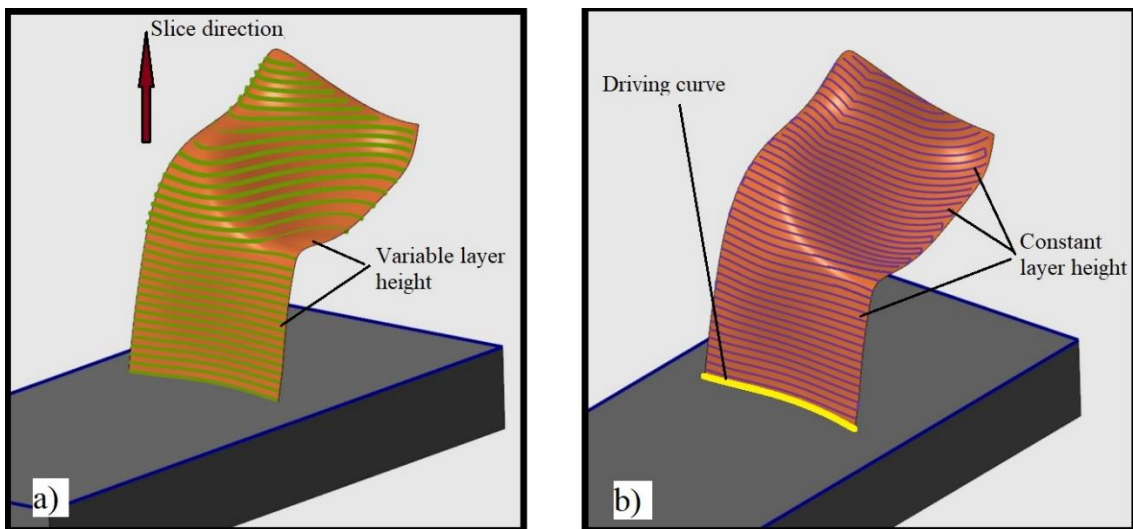 Slice direction
Variable layer
height
a)
Driving curve
Constant
layer height
b)